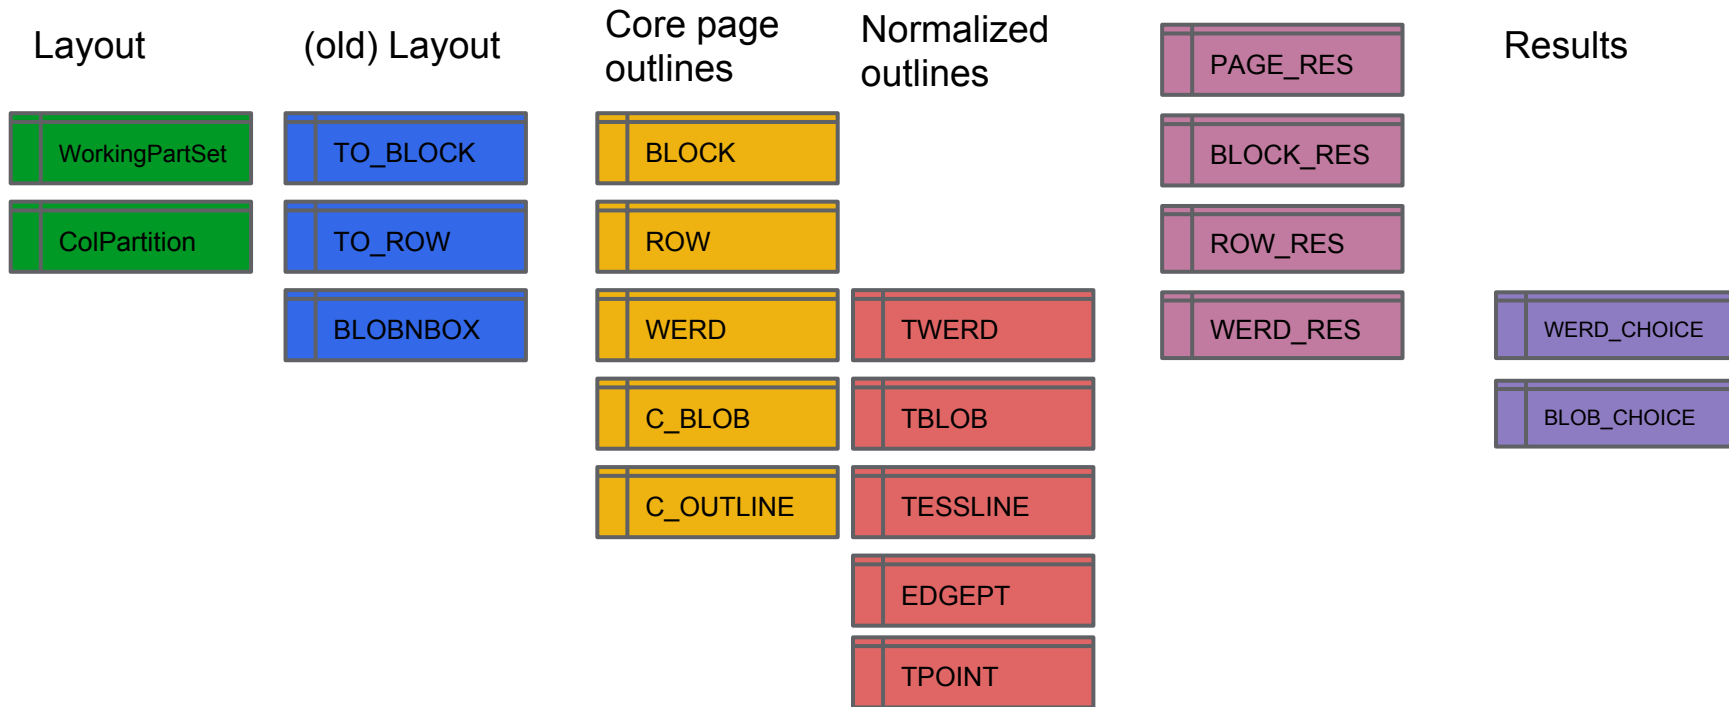 Layout
WorkingPartSet
ColPartition
(old) Layout
TO_BLOCK
TO_ROW
BLOBNBOX
Core page
outlines
BLOCK
ROW
WERD
C_BLOB
C_OUTLINE
Normalized
outlines
TWERD
TBLOB
TESSLINE
EDGEPT
TPOINT
PAGE_RES
BLOCK_RES
ROW_RES
WERD_RES
Results
WERD_CHOICE
BLOB_CHOICE